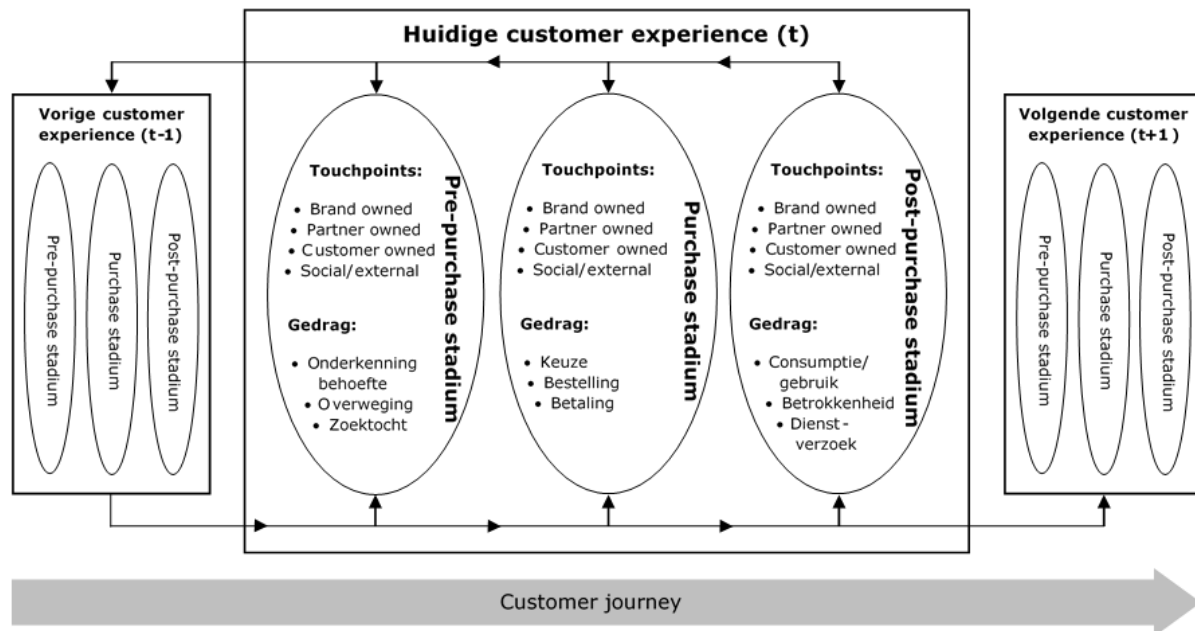 Huidige customer experience (t)
Vorige customer
experience (t-1)
Pre-purchase stadium
Purchase stadium
Post-purchase stadium
Touchpoints:
• Brand owned
• Partner owned
• Customer owned
• Social/external
Gedrag:
• Onderkenning
behoefte
• Overweging
• Zoektocht
Pre-purchase stadium
Touchpoints:
• Brand owned
• Partner owned
• Customer owned
• Social/external
Gedrag:
• Keuze
• Bestelling
• Betaling
Purchase stadium
Touchpoints:
• Brand owned
• Partner owned
• Customer owned
• Social/external
Gedrag:
• Consumptie/
gebruik
• Betrokkenheid
• Dienst-
verzoek
Post-purchase stadium
Volgende customer
experience (t+1)
Pre-purchase stadium
Purchase stadium
Post-purchase stadium
Customer journey